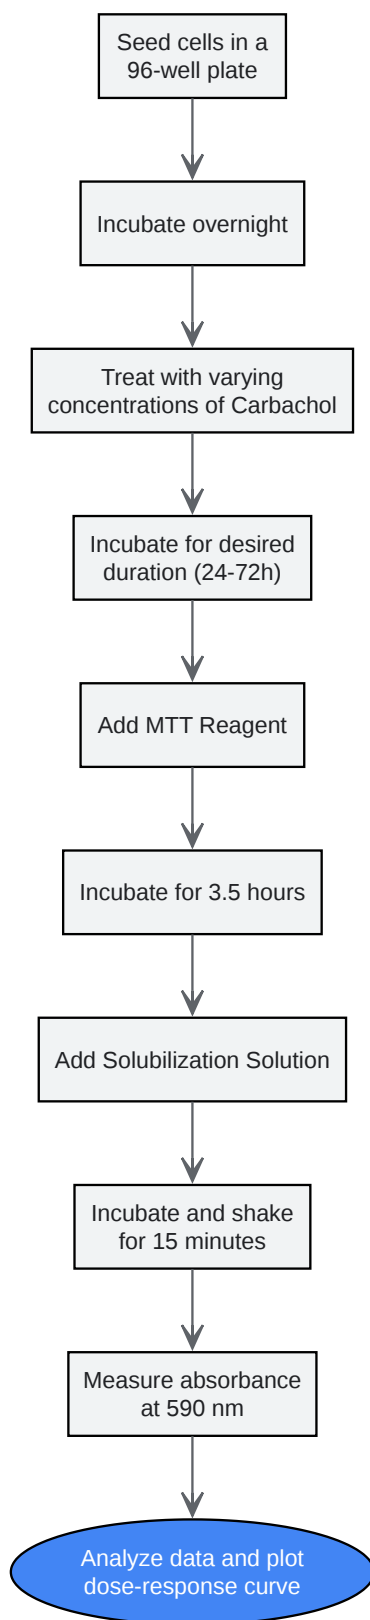 Seed cells in a
96-well plate
Incubate overnight
Treat with varying
concentrations of Carbachol
Incubate for desired
duration (24-72h)
Add MTT Reagent
Incubate for 3.5 hours
Add Solubilization Solution
Incubate and shake
for 15 minutes
Measure absorbance
at 590 nm
Analyze data and plot
dose-response curve